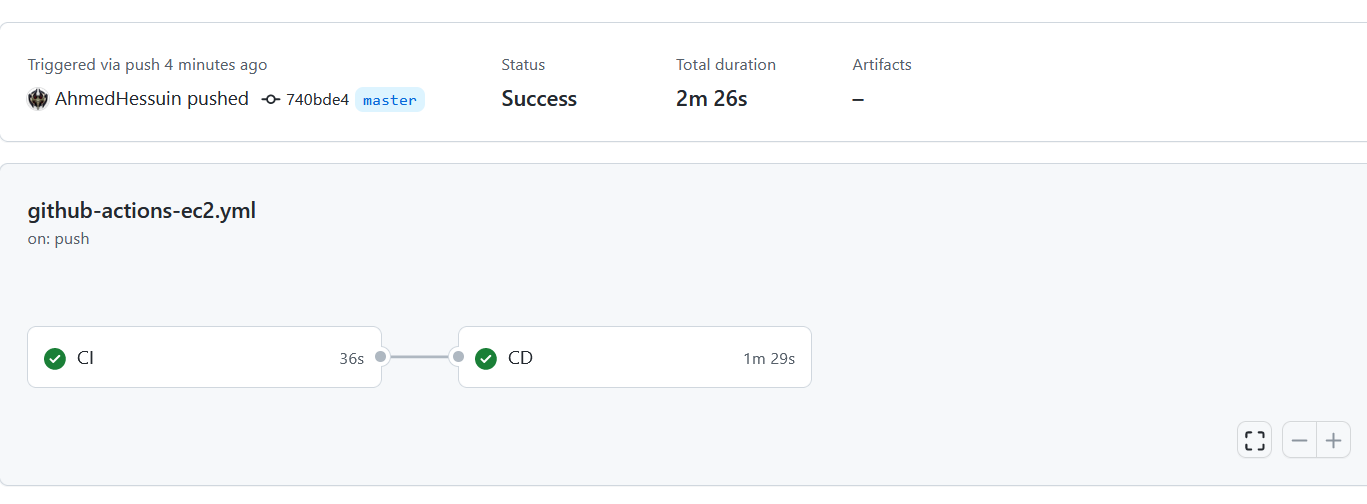 Triggered via push 4 minutes ago
AhmedHessuin pushed 740bde4 master
Status
Success
Total duration
2m 26s
Artifacts
–
github-actions-ec2.yml
on: push
CI 36s
CD 1m 29s